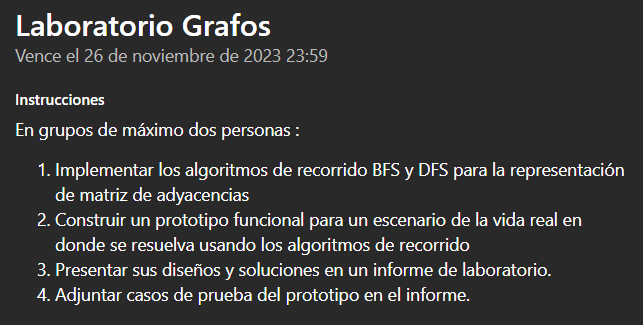 Laboratorio Grafos
Vence el 26 de noviembre de 2023 23:59
Instrucciones
En grupos de máximo dos personas :
1. Implementar los algoritmos de recorrido BFS y DFS para la representación
de matriz de adyacencias
2. Construir un prototipo funcional para un escenario de la vida real en
donde se resuelva usando los algoritmos de recorrido
3. Presentar sus diseños y soluciones en un informe de laboratorio.
4. Adjuntar casos de prueba del prototipo en el informe.